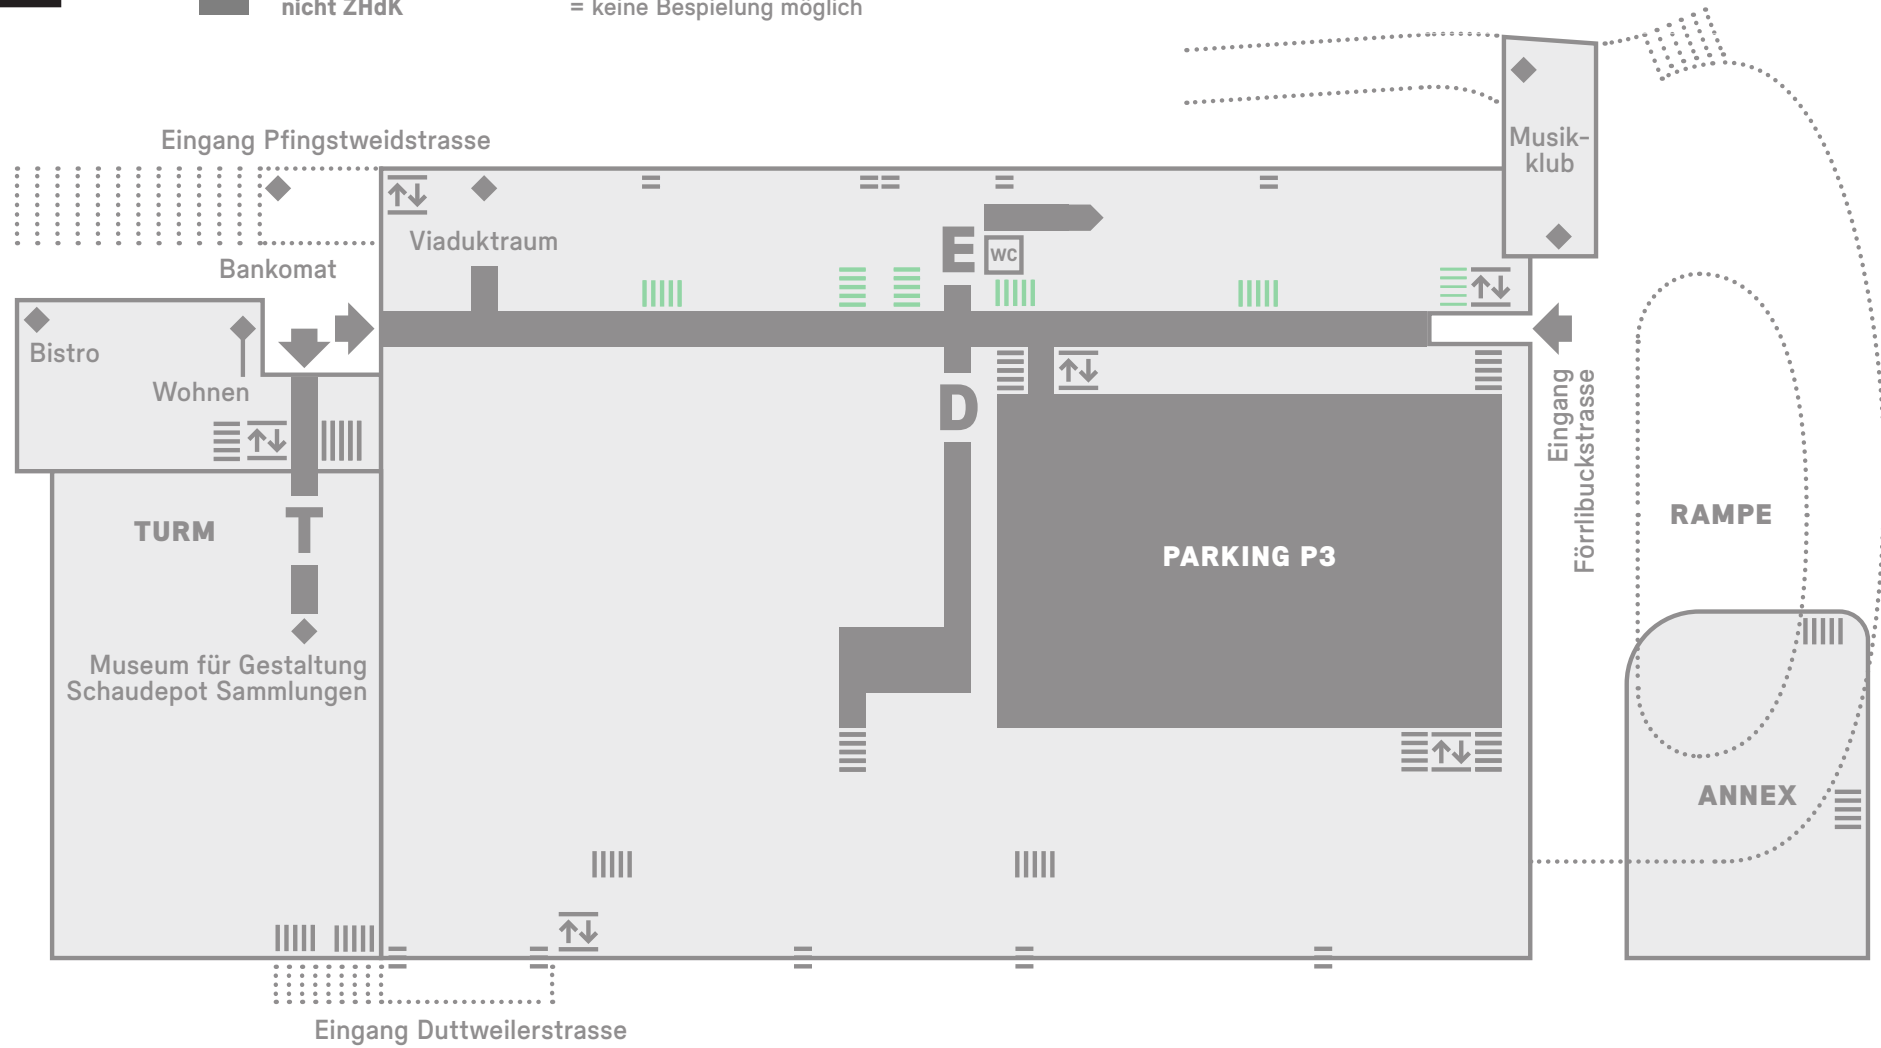 nicht ZHdK
= keine Bespielung möglich
Eingang Pfingstweidstrasse
Musik-
klub
Viaduktraum
E
WC
Bankomat
Bistro
Wohnen
D
Eingang
Förrlibuckstrasse
TURM
T
RAMPE
PARKING P3
Museum für Gestaltung
Schaudepot Sammlungen
ANNEX
Eingang Duttweilerstrasse